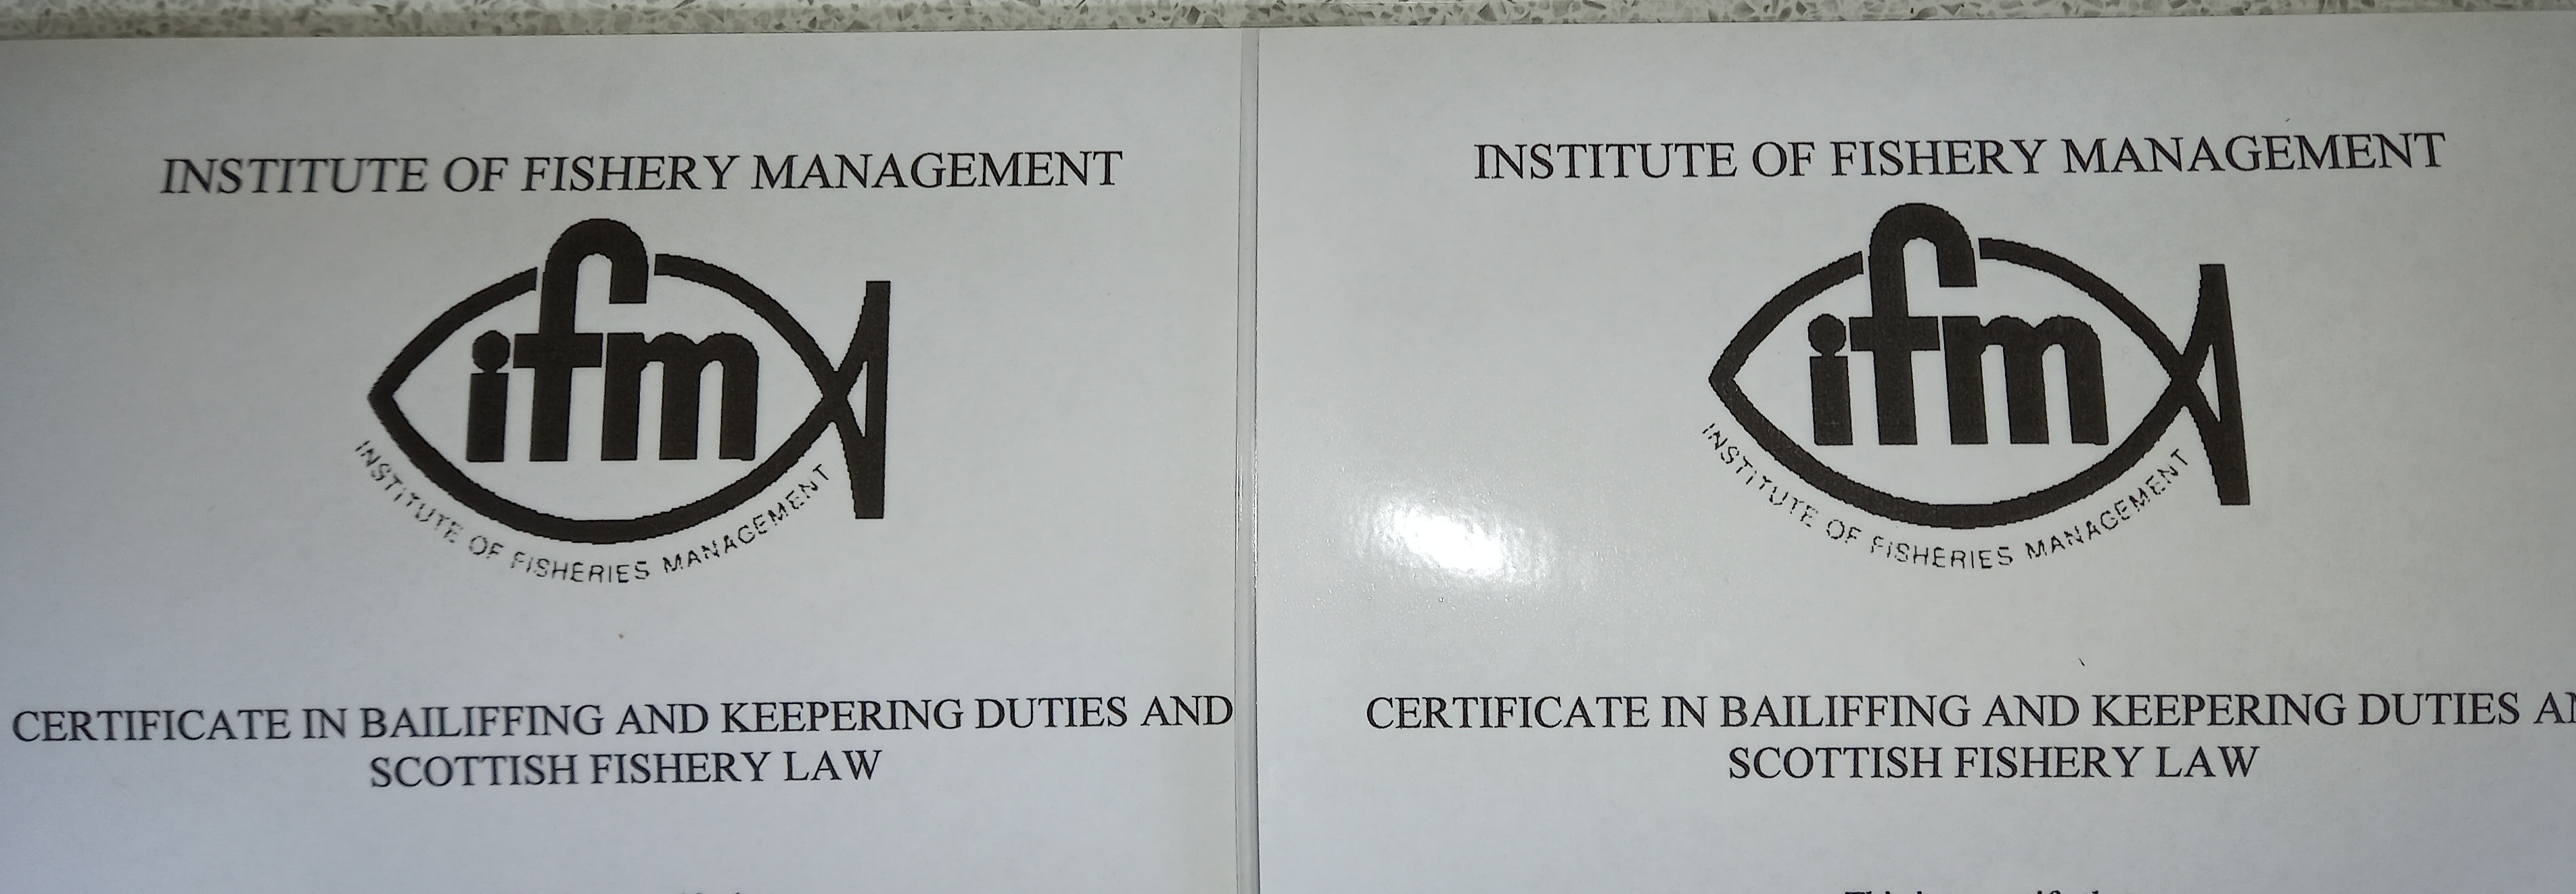 INSTITUTE OF FISHERY MANAGEMENT
ifm
INSTITUTE OF FISHERIES MANAGEMENT
CERTIFICATE IN BAILIFFING AND KEEPERING DUTIES AND
SCOTTISH FISHERY LAW
INSTITUTE OF FISHERY MANAGEMENT
ifm
INSTITUTE OF FISHERIES MANAGEMENT
CERTIFICATE IN BAILIFFING AND KEEPERING DUTIES
SCOTTISH FISHERY LAW